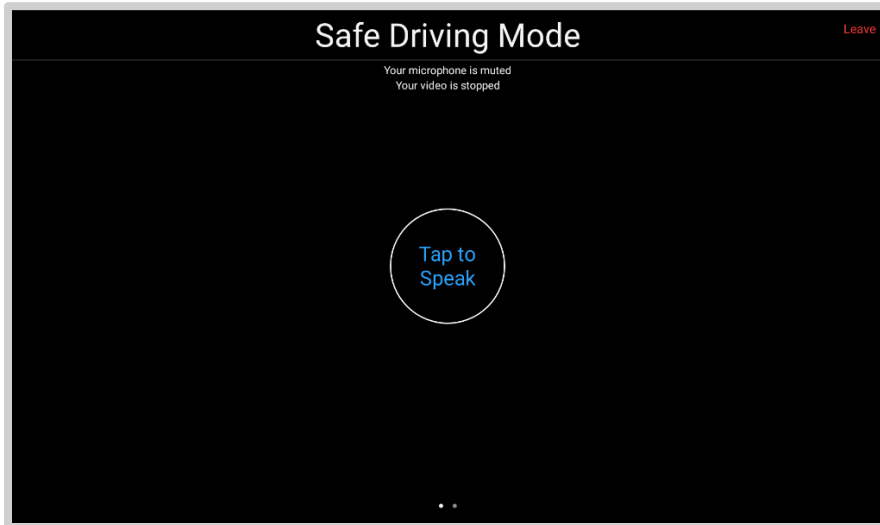 Safe Driving Mode
Leave
Your microphone is muted
Your video is stopped
Tap to
Speak